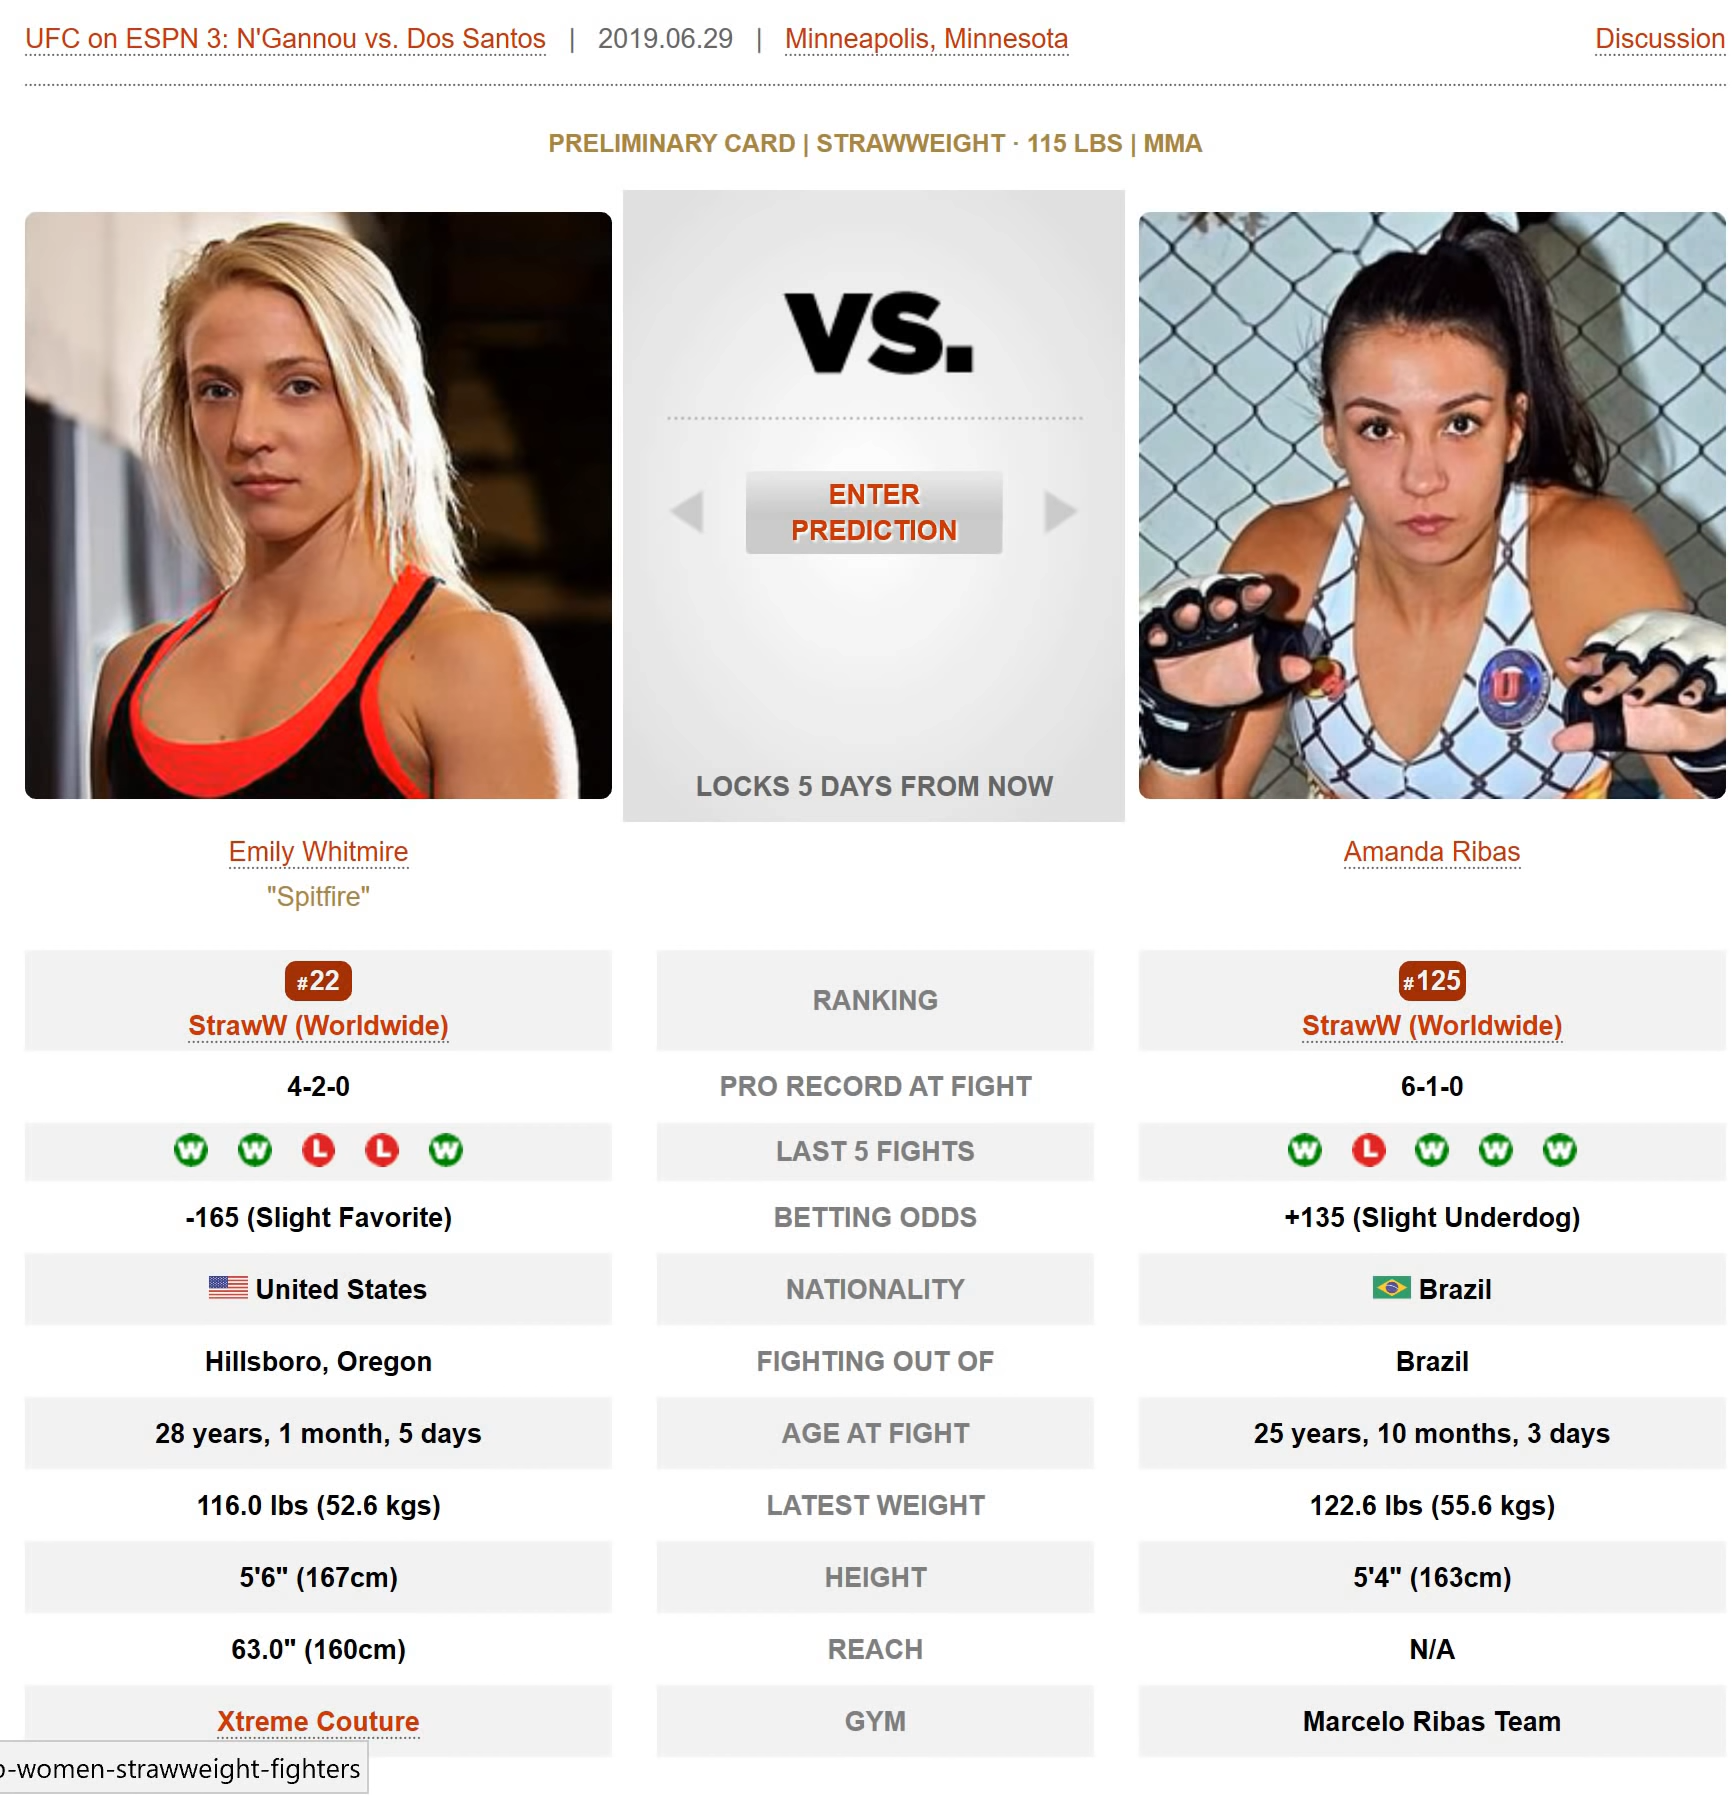 UFC on ESPN 3: N'Gannou vs. Dos Santos | 2019.06.29 | Minneapolis, Minnesota Discussion
PRELIMINARY CARD | STRAWWEIGHT · 115 LBS | MMA
VS.
ENTER
PREDICTION
U
LOCKS 5 DAYS FROM NOW
Emily Whitmire Amanda Ribas
"Spitfire"
#22 #125
RANKING
StrawW (Worldwide) StrawW (Worldwide)
4-2-0 PRO RECORD AT FIGHT 6-1-0
W W L L W LAST 5 FIGHTS W L W W W
-165 (Slight Favorite) BETTING ODDS +135 (Slight Underdog)
United States NATIONALITY Brazil
Hillsboro, Oregon FIGHTING OUT OF Brazil
28 years, 1 month, 5 days AGE AT FIGHT 25 years, 10 months, 3 days
116.0 lbs (52.6 kgs) LATEST WEIGHT 122.6 lbs (55.6 kgs)
5'6" (167cm) HEIGHT 5'4" (163cm)
63.0" (160cm) REACH N/A
Xtreme Couture GYM Marcelo Ribas Team
-women-strawweight-fighters